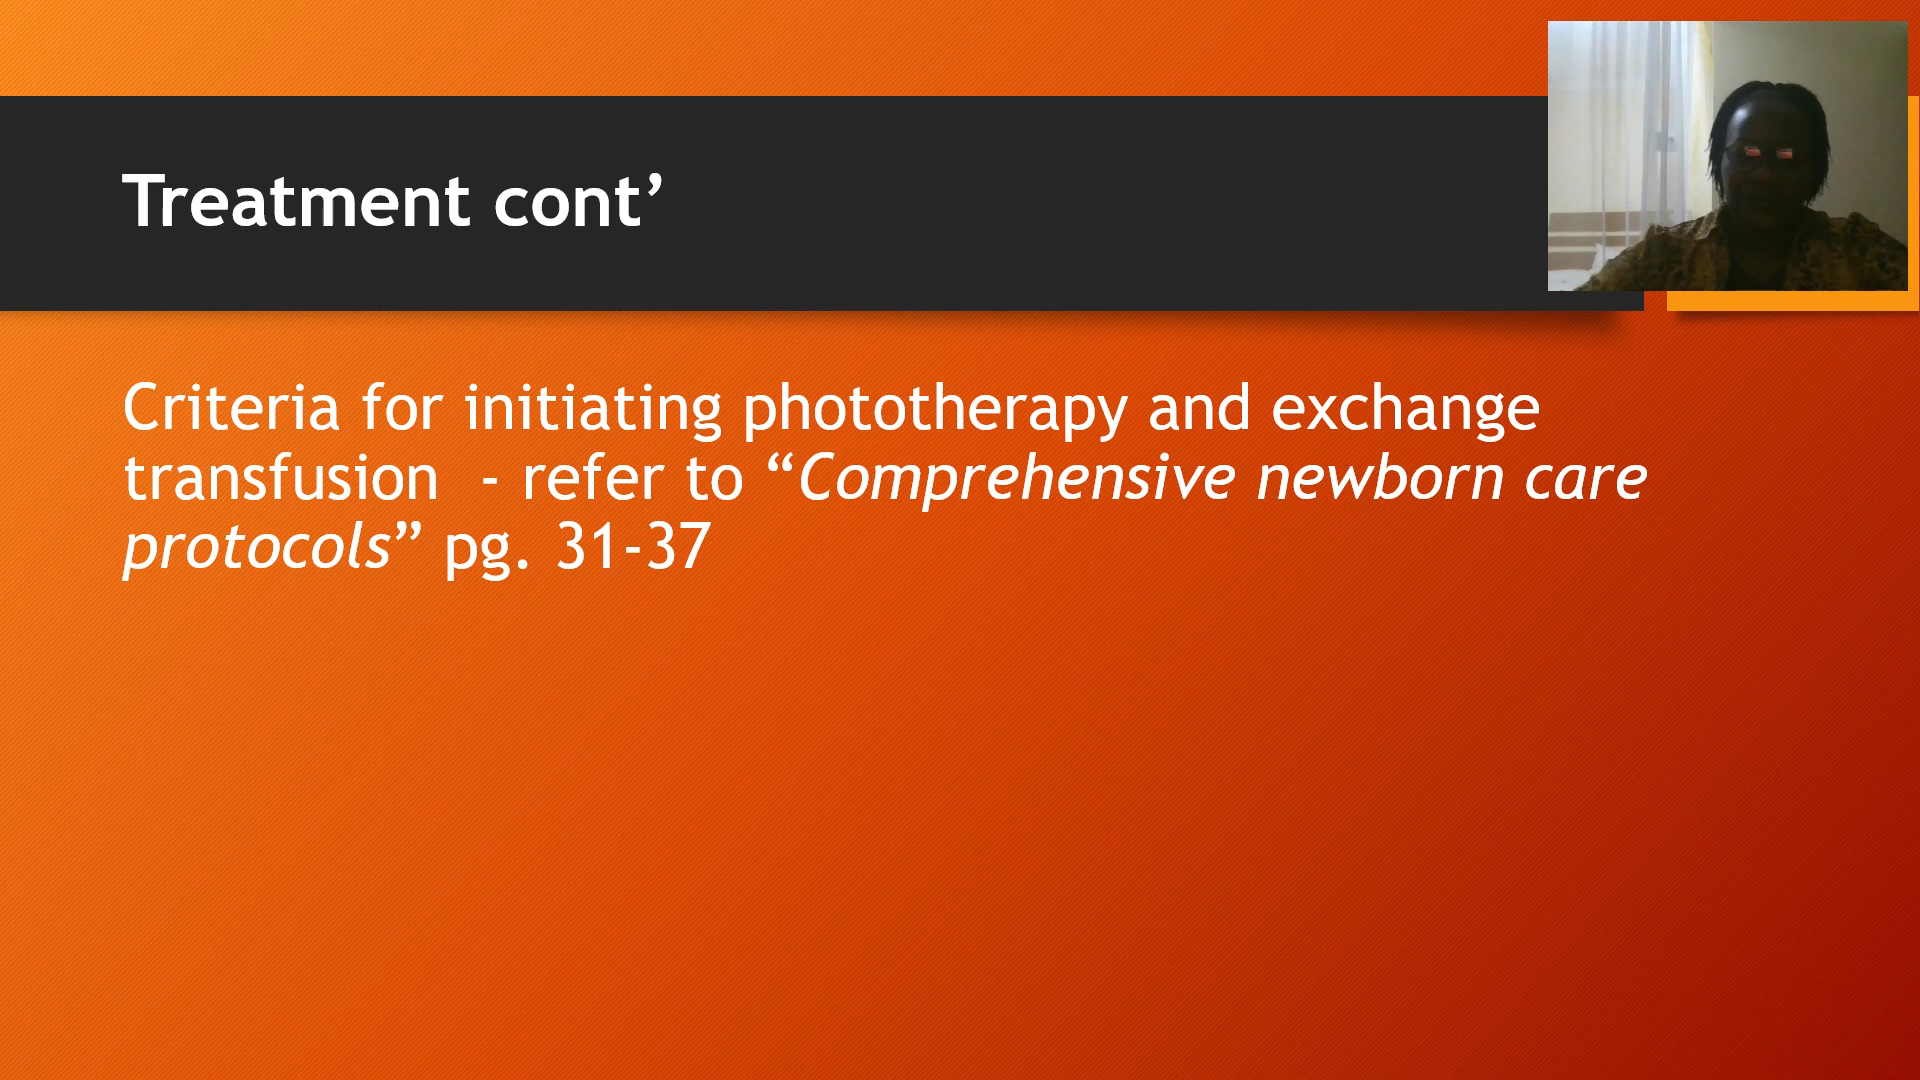 Treatment cont’
Criteria for initiating phototherapy and exchange
transfusion  - refer to “Comprehensive newborn care
protocols” pg. 31-37